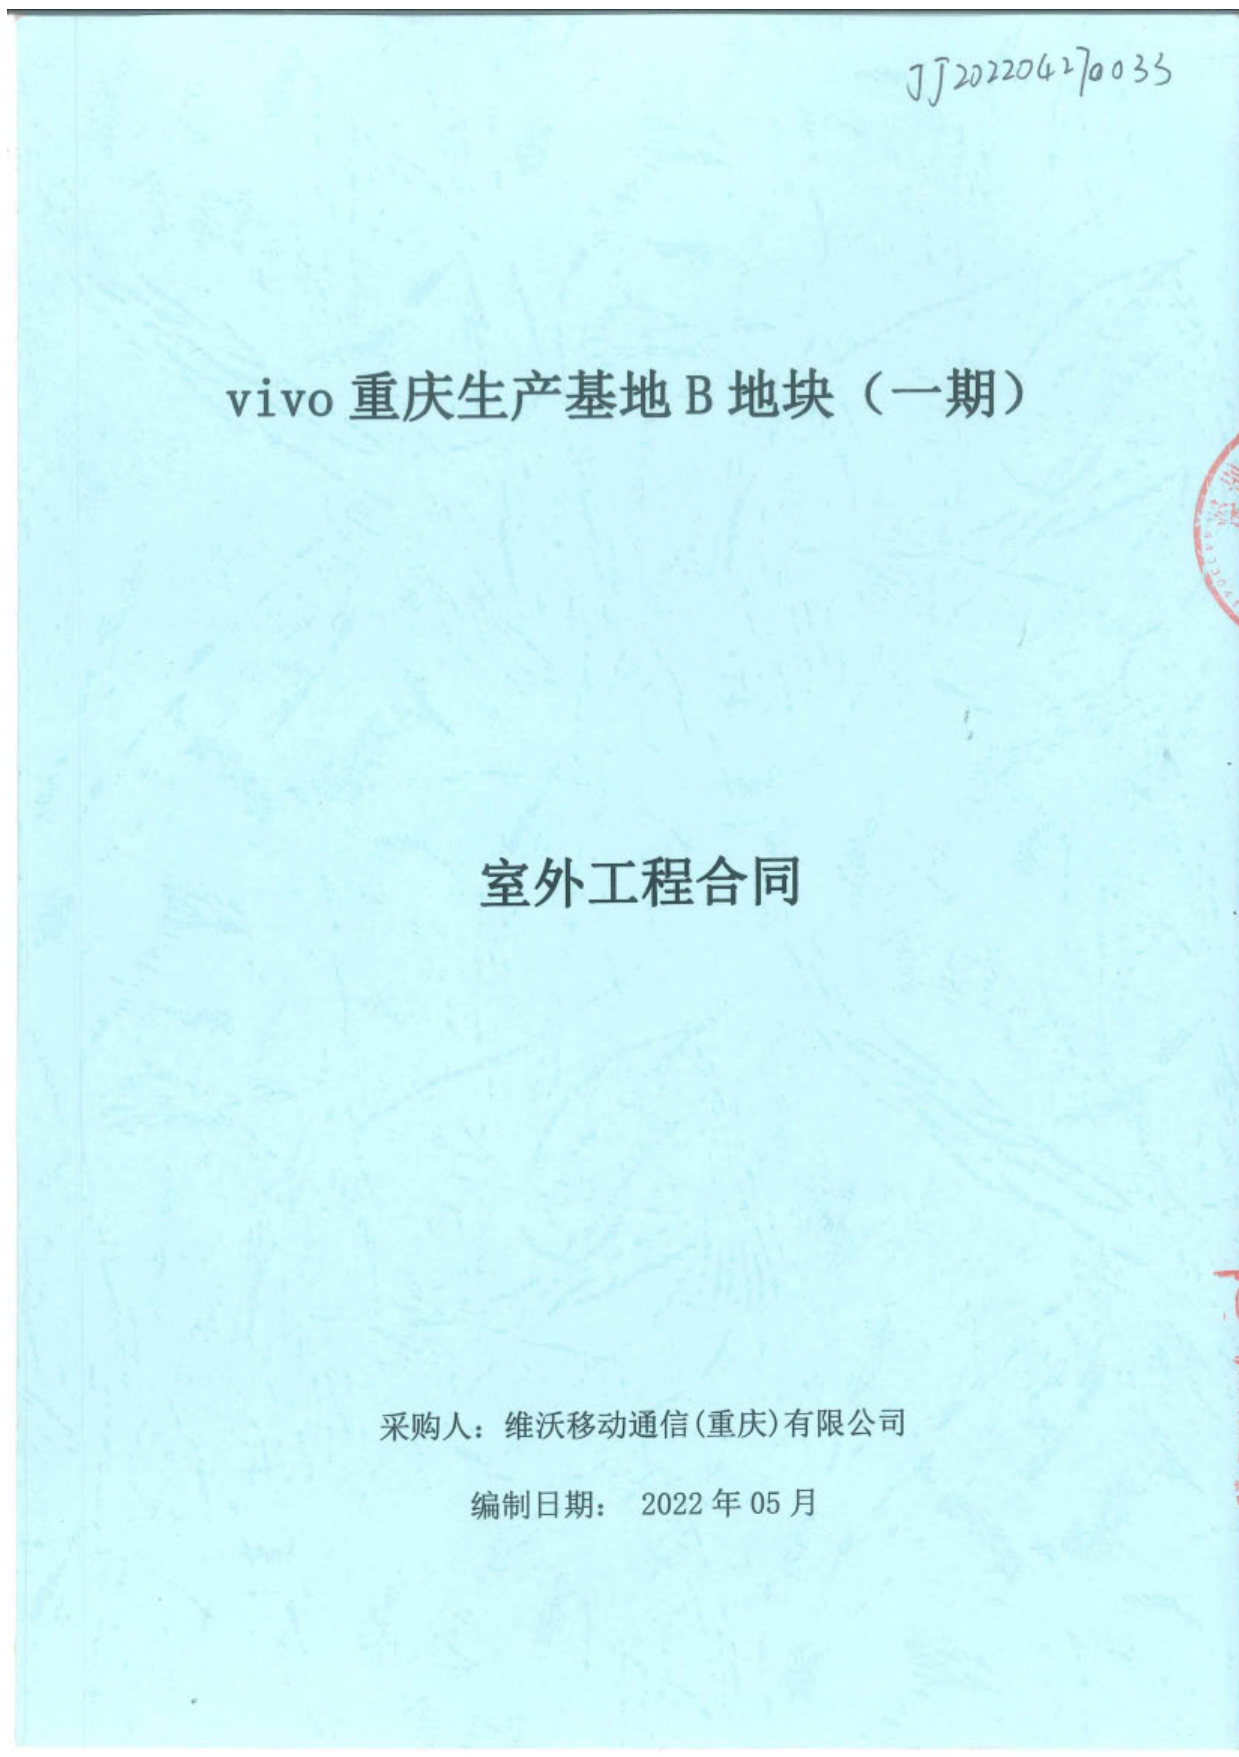 JJ202204270033
vivo 重庆生产基地 B 地块（一期）
室外工程合同
采购人：维沃移动通信(重庆)有限公司
编制日期： 2022 年 05 月